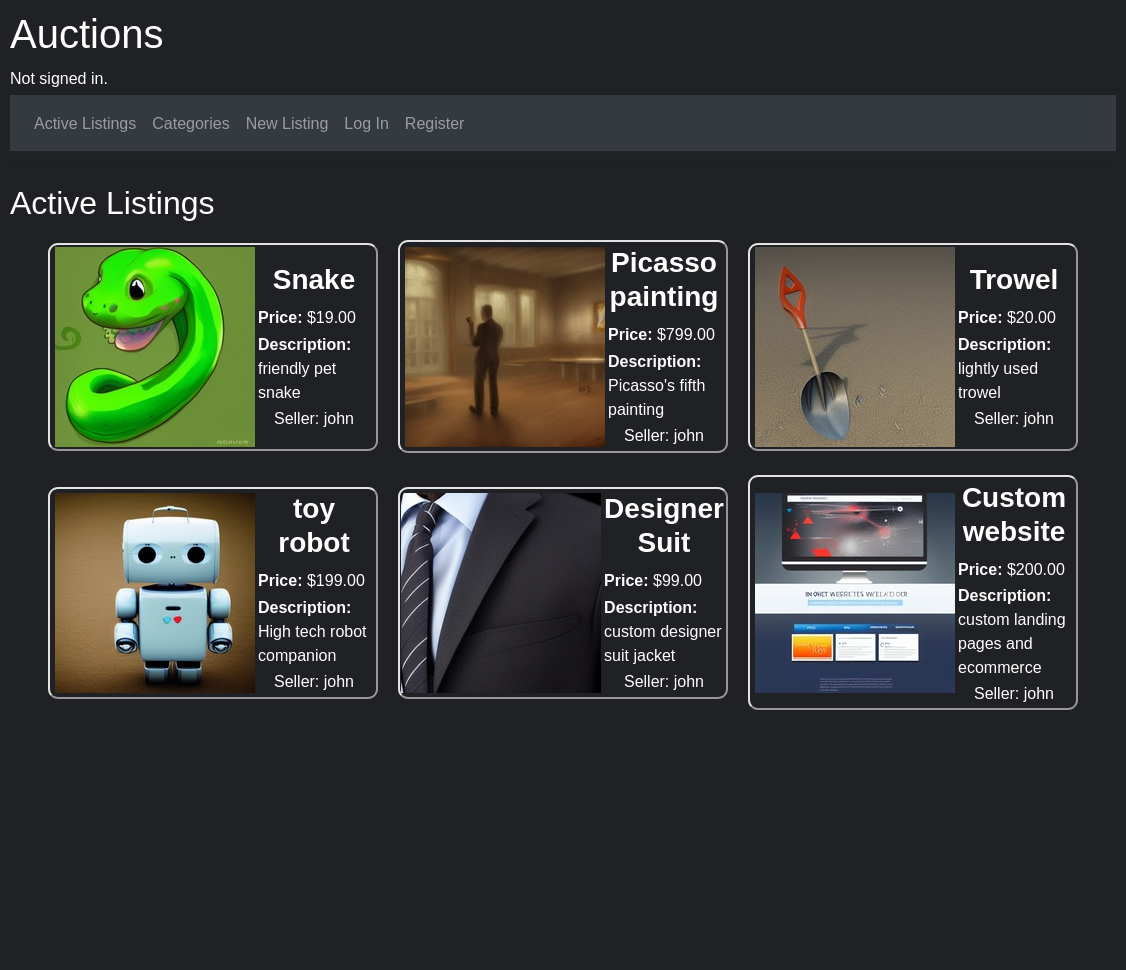 Auctions
Not signed in.
Active Listings Categories New Listing Log In Register
Active Listings
Snake
Price: $19.00
Description:
friendly pet
snake
Seller: john
Picasso
painting
Price: $799.00
Description:
Picasso's fifth
painting
Seller: john
Trowel
Price: $20.00
Description:
lightly used
trowel
Seller: john
toy
robot
Price: $199.00
Description:
High tech robot
companion
Seller: john
Designer
Suit
Price: $99.00
Description:
custom designer
suit jacket
Seller: john
Custom
website
Price: $200.00
Description:
custom landing
pages and
ecommerce
Seller: john